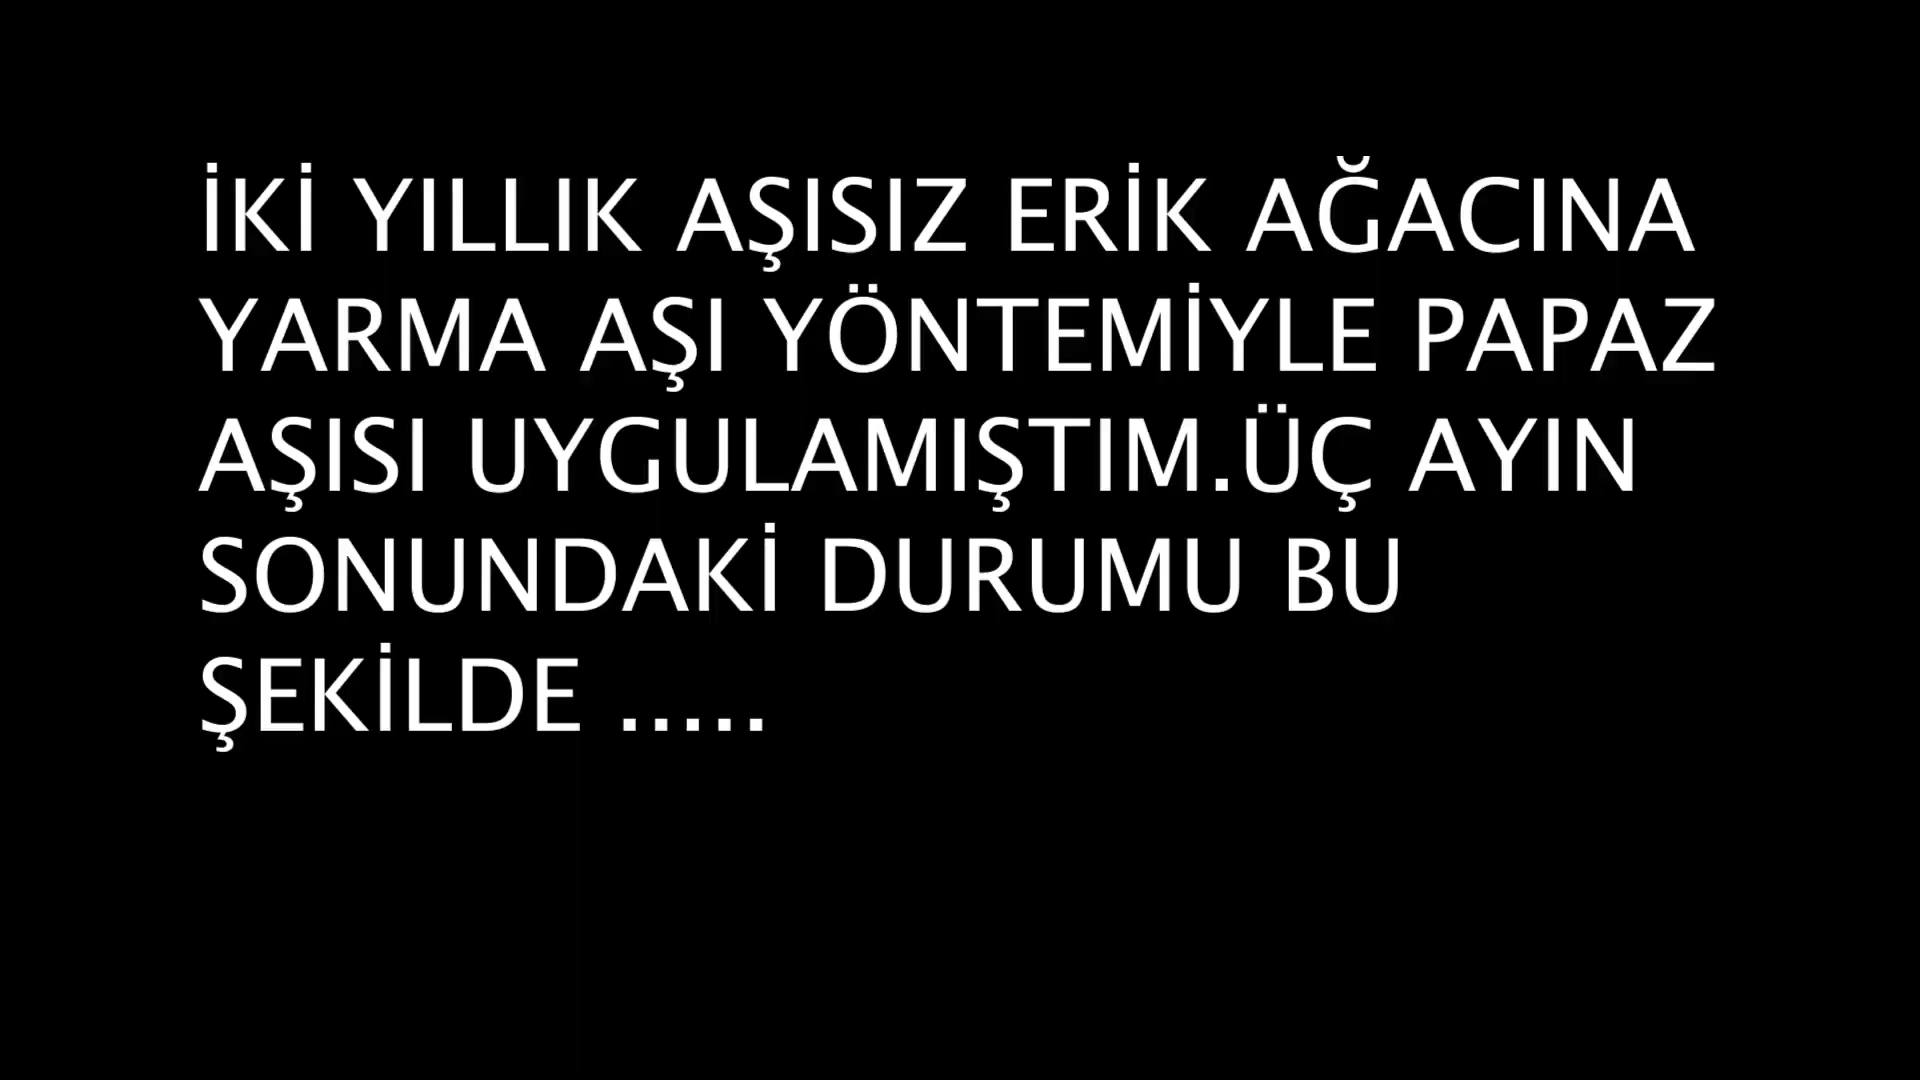 İKİ YILLIK AŞISIZ ERİK AĞACINA
YARMA AŞI YÖNTEMİYLE PAPAZ
AŞISI UYGULAMIŞTIM.ÜÇ AYIN
SONUNDAKİ DURUMU BU
ŞEKİLDE .....